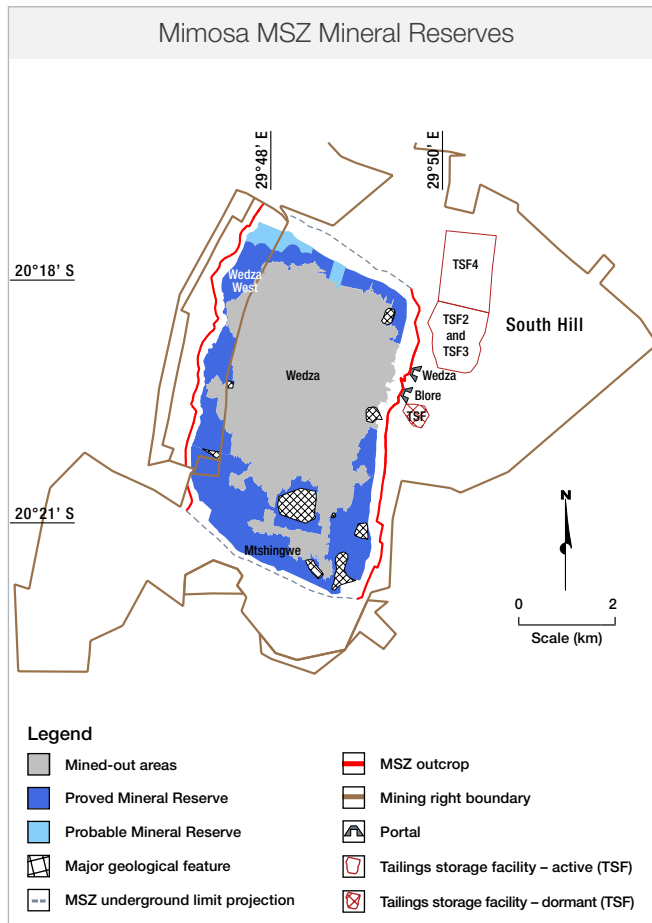 Mimosa MSZ Mineral Reserves
29°48' E
29°50' E
20°18' S
Wedza
West
TSF4
TSF2
and
TSF3
South Hill
Wedza
Wedza
Blore
TSF
20°21' S
Mtshingwe
N
0 2
Scale (km)
Legend
Mined-out areas
Proved Mineral Reserve
Probable Mineral Reserve
Major geological feature
MSZ underground limit projection
MSZ outcrop
Mining right boundary
Portal
Tailings storage facility – active (TSF)
Tailings storage facility – dormant (TSF)